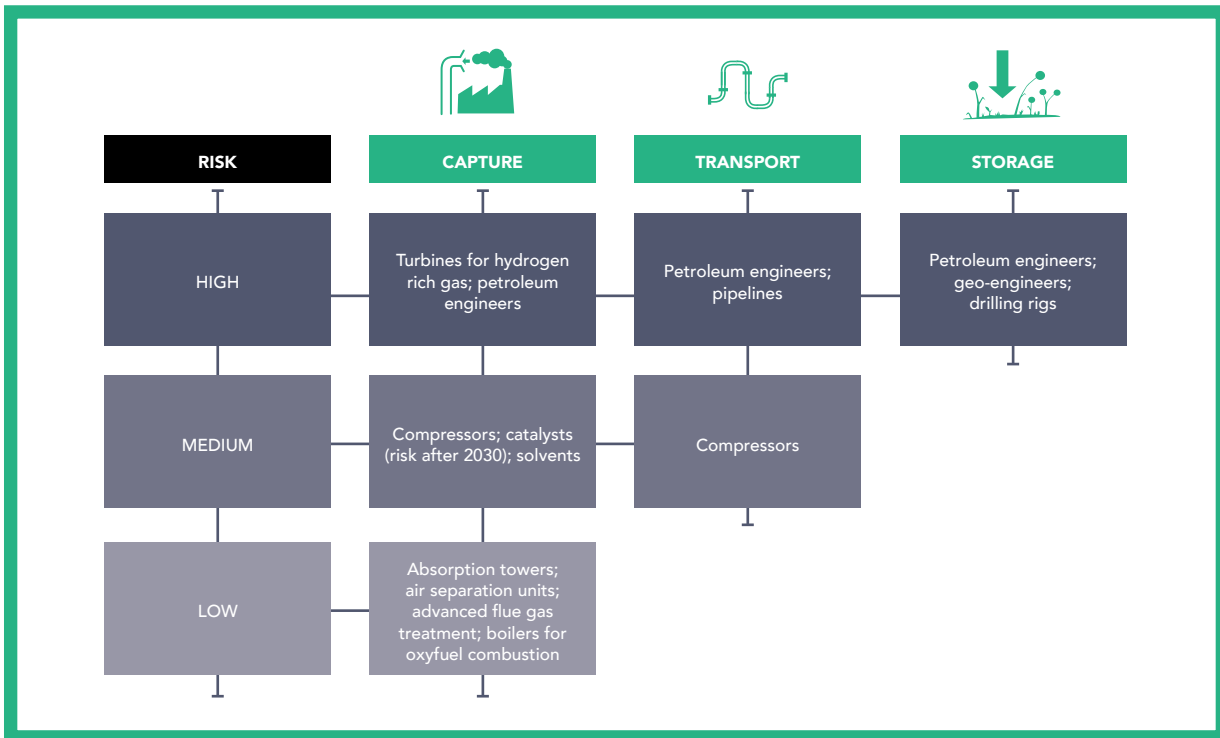 RISK
CAPTURE
TRANSPORT
STORAGE
HIGH
Turbines for hydrogen
rich gas; petroleum
engineers
Petroleum engineers;
pipelines
Petroleum engineers;
geo-engineers;
drilling rigs
MEDIUM
Compressors; catalysts
(risk after 2030); solvents
Compressors
LOW
Absorption towers;
air separation units;
advanced flue gas
treatment; boilers for
oxyfuel combustion